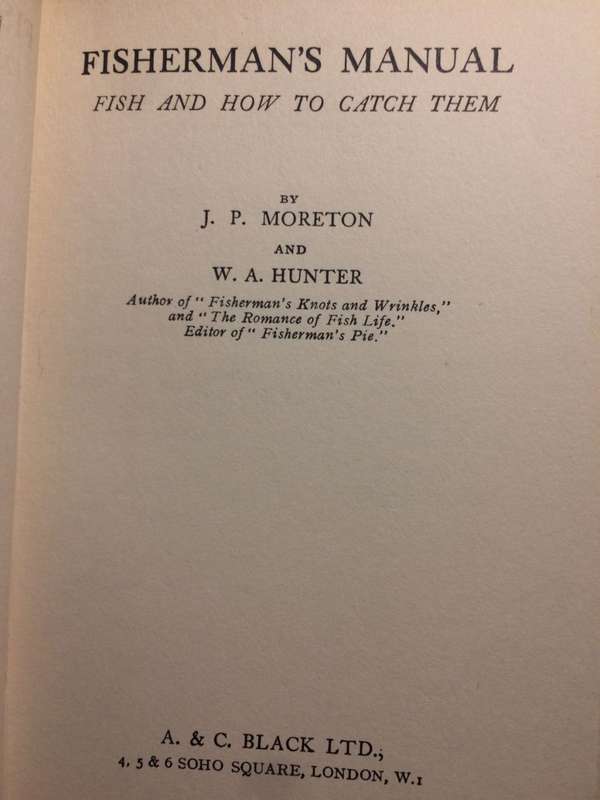 FISHERMAN'S MANUAL
FISH AND HOW TO CATCH THEM
BY
J. P. MORETON
AND
W. A. HUNTER
Author of "Fisherman's Knots and Wrinkles,"
and "The Romance of Fish Life."
Editor of "Fisherman's Pie."
A. & C. BLACK LTD.;
4, 5 & 6 SOHO SQUARE, LONDON, W.1